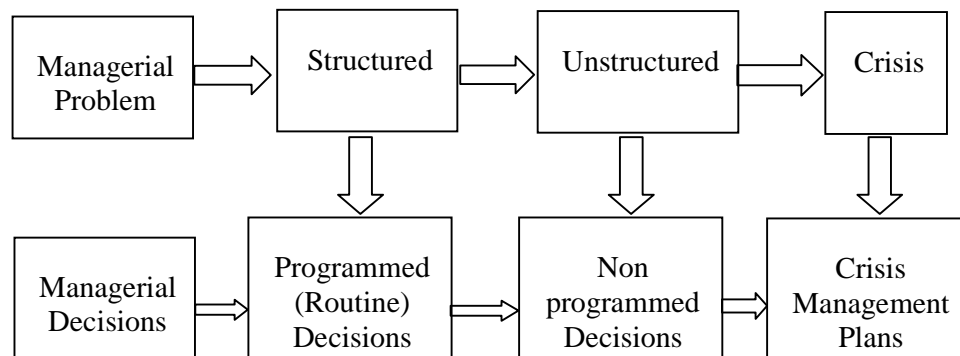 Managerial
Problem
Structured
Unstructured
Crisis
Managerial
Decisions
Programmed
(Routine)
Decisions
Non
programmed
Decisions
Crisis
Management
Plans